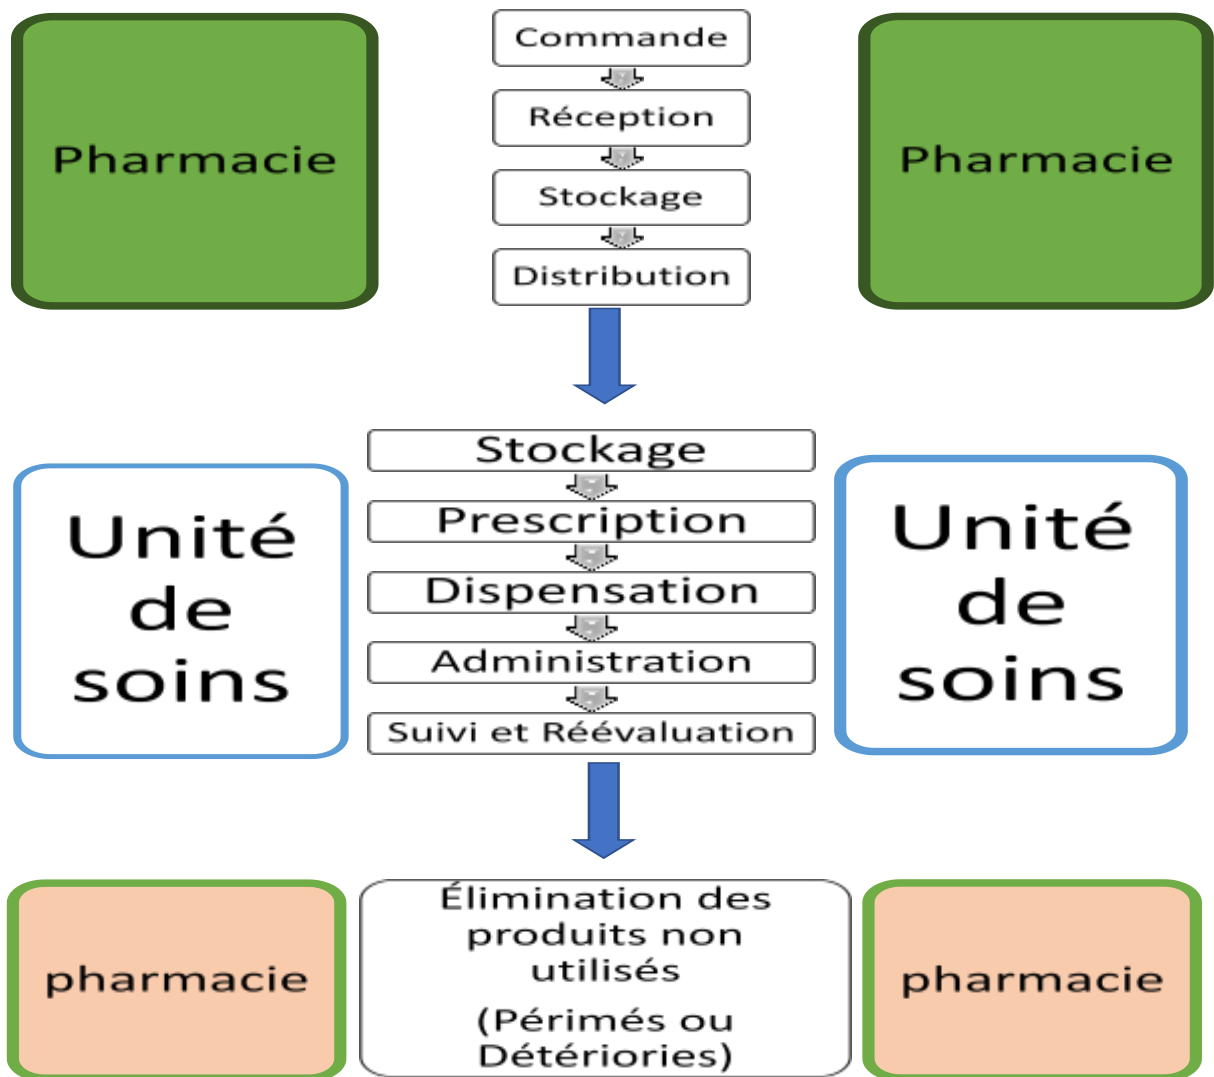 Pharmacie
Commande
Réception
Stockage
Distribution
Pharmacie
Unité
de
soins
Stockage
Prescription
Dispensation
Administration
Suivi et Réévaluation
Unité
de
soins
pharmacie
Élimination des
produits non
utilisés
(Périmés ou
Détériories)
pharmacie